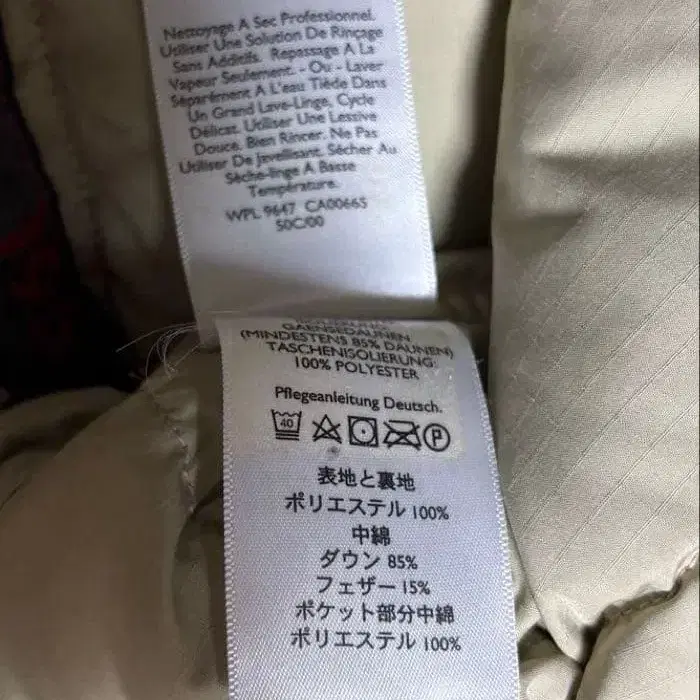 Nettoyage A Sec Professionnel.
Utiliser Une Solution De Rinçage
Sans Additifs. Repassage A La
Vapeur Seulement. - Ou - Laver
Séparément A L'eau Tiède Dans
Un Grand Lave-Linge, Cycle
Délicat. Utiliser Une Lessive
Douce. Bien Rincer. Ne Pas
Utiliser De Javellisant. Sécher Au
Sèche-linge A Basse
Température.
WPL 9647 CA00665
S0C/00
GAENSEDAUNEN
(MINDESTENS 85% DAUNEN)
TASCHENISOLIERUNG:
100% POLYESTER
Pflegeanleitung Deutsch.
40 P
表地と裏地
ポリエステル 100%
中綿
ダウン 85%
フェザー 15%
ポケット部分中綿
ポリエステル 100%